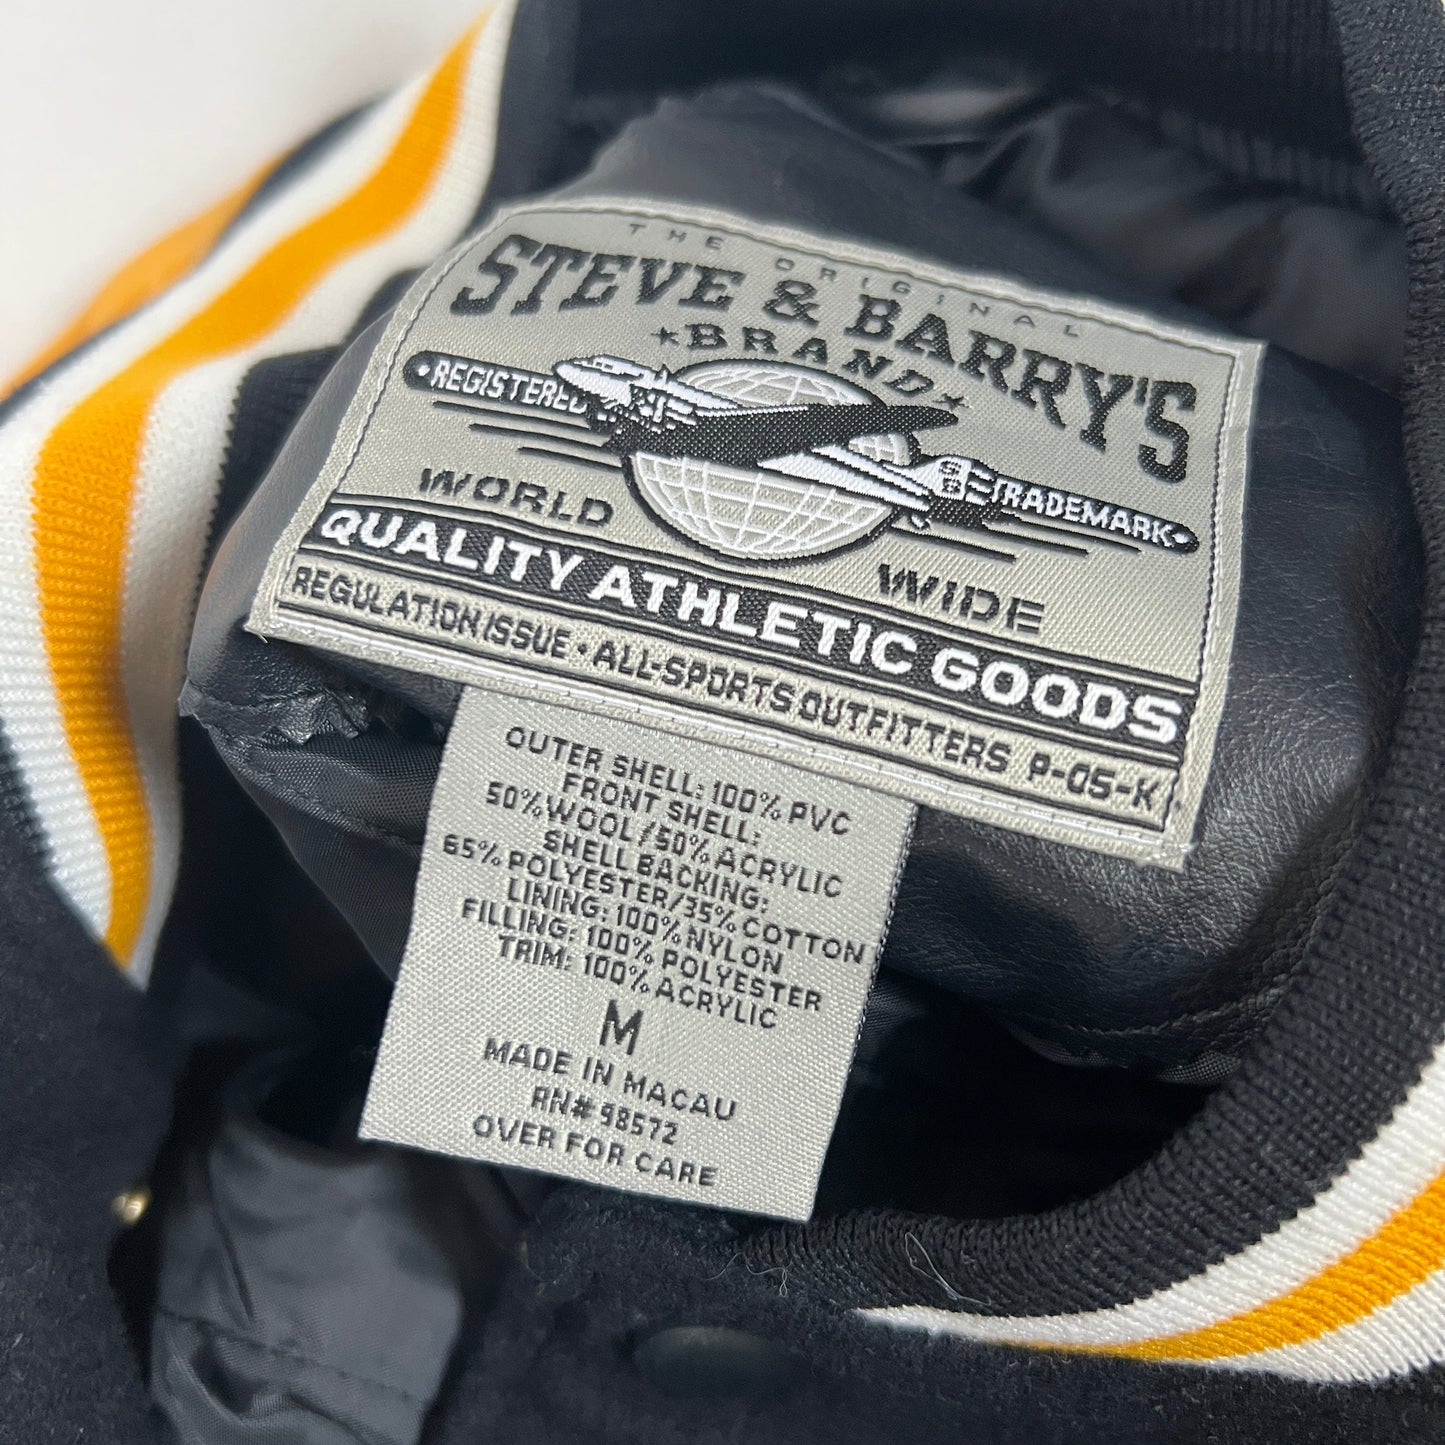 THE ORIGINAL
STEVE & BARRY'S
★BRAND★
• REGISTERED
SB
TRADEMARK •
WORLD WIDE
QUALITY ATHLETIC GOODS
REGULATION ISSUE • ALL-SPORTS OUTFITTERS P-05-K
OUTER SHELL: 100% PVC
FRONT SHELL:
50% WOOL/50% ACRYLIC
SHELL BACKING:
65% POLYESTER/35% COTTON
LINING: 100% NYLON
FILLING: 100% POLYESTER
TRIM: 100% ACRYLIC
M
MADE IN MACAU
RN# 98572
OVER FOR CARE